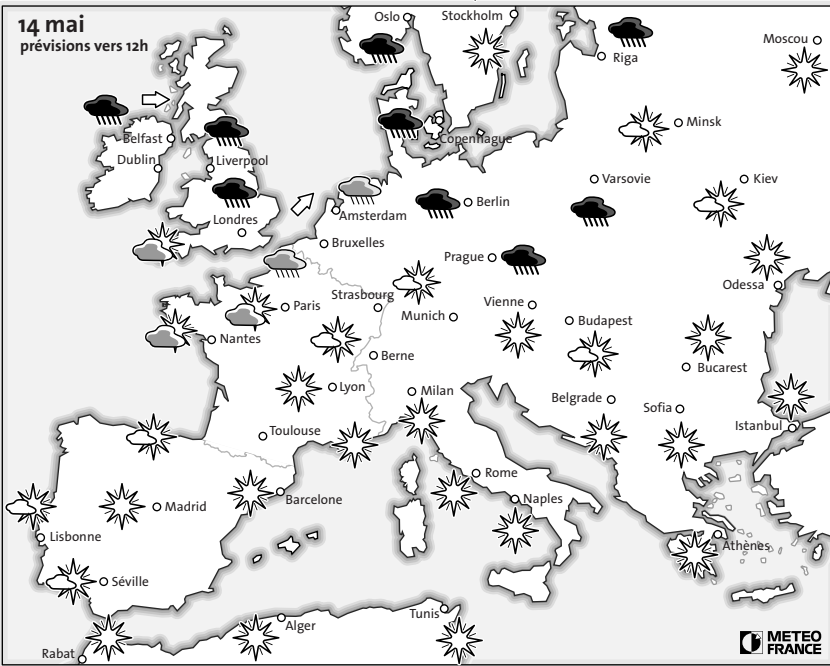 14 mai
prévisions vers 12h
Oslo
Stockholm
Riga
Moscou
Minsk
Belfast
Copenhague
Dublin
Liverpool
Varsovie
Kiev
Londres
Amsterdam
Berlin
Bruxelles
Prague
Odessa
Strasbourg
Paris
Vienne
Munich
Budapest
Nantes
Berne
Bucarest
Lyon
Milan
Belgrade
Sofia
Istanbul
Toulouse
Rome
Barcelone
Naples
Madrid
Lisbonne
Athènes
Séville
Tunis
Alger
Rabat
METEO
FRANCE